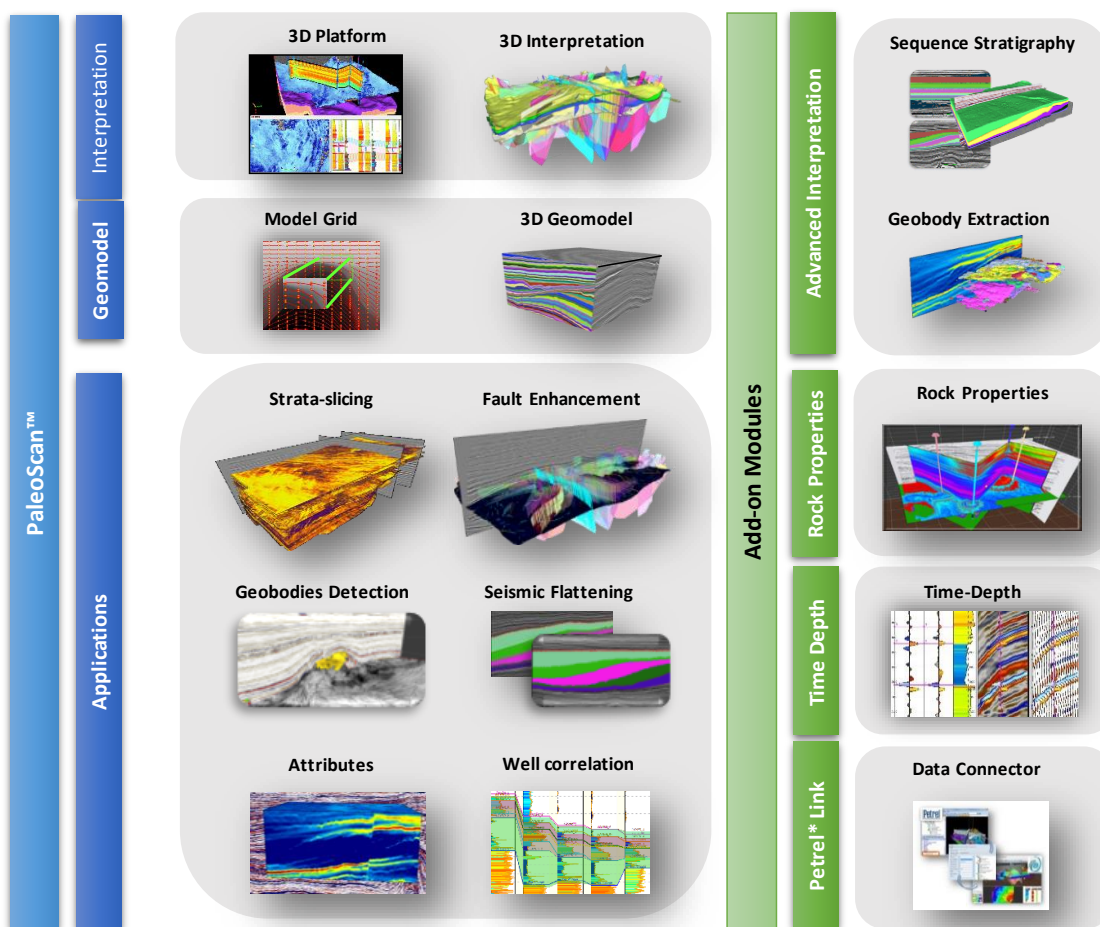 PaleoScan™
Interpretation
3D Platform
3D Interpretation
Geomodel
Model Grid
3D Geomodel
Applications
Strata-slicing
Fault Enhancement
Geobodies Detection
Seismic Flattening
Attributes
Well correlation
Add-on Modules
Advanced Interpretation
Sequence Stratigraphy
Geobody Extraction
Rock Properties
Rock Properties
Time Depth
Time-Depth
Petrel* Link
Data Connector
Petrel